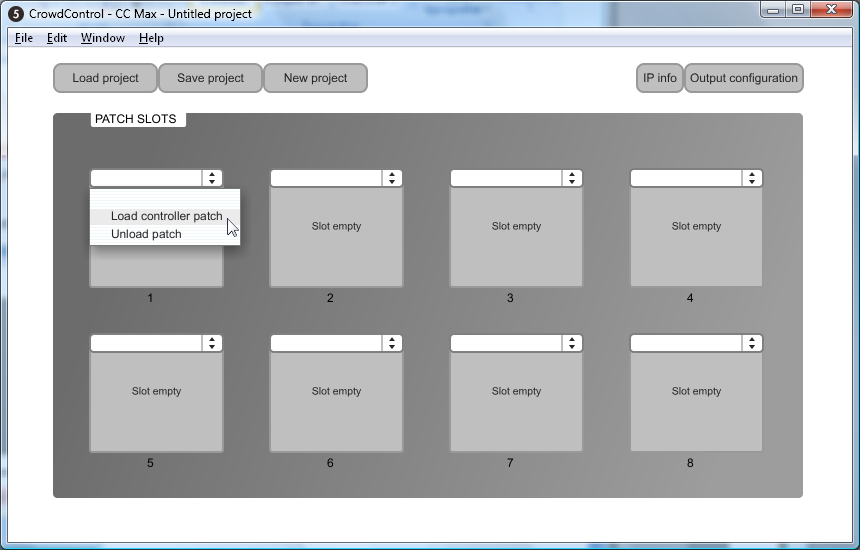 5 CrowdControl - CC Max - Untitled project
File Edit Window Help
Load project Save project New project IP info Output configuration
PATCH SLOTS
Load controller patch
Unload patch
Slot empty Slot empty Slot empty
1 2 3 4
Slot empty Slot empty Slot empty Slot empty
5 6 7 8